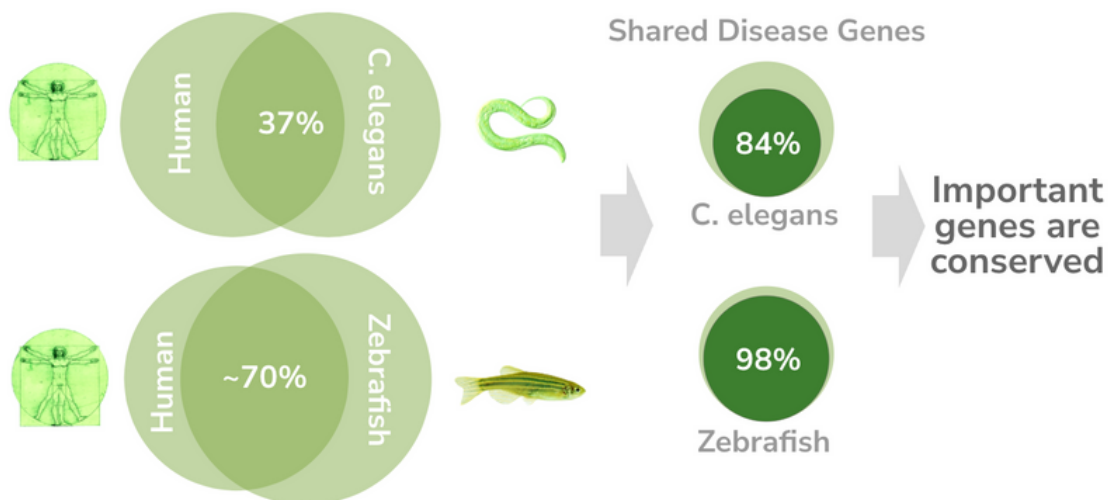 Human
37%
C. elegans
Human
~70%
Zebrafish
Shared Disease Genes
84%
C. elegans
98%
Zebrafish
Important
genes are
conserved